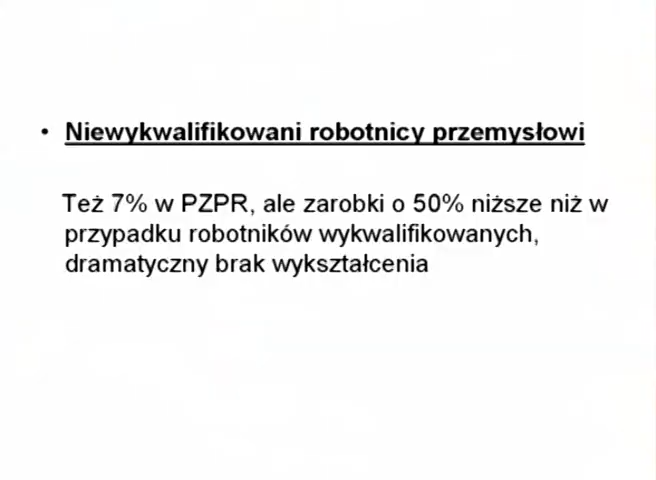 • Niewykwalifikowani robotnicy przemysłowi
Też 7% w PZPR, ale zarobki o 50% niższe niż w
przypadku robotników wykwalifikowanych,
dramatyczny brak wykształcenia